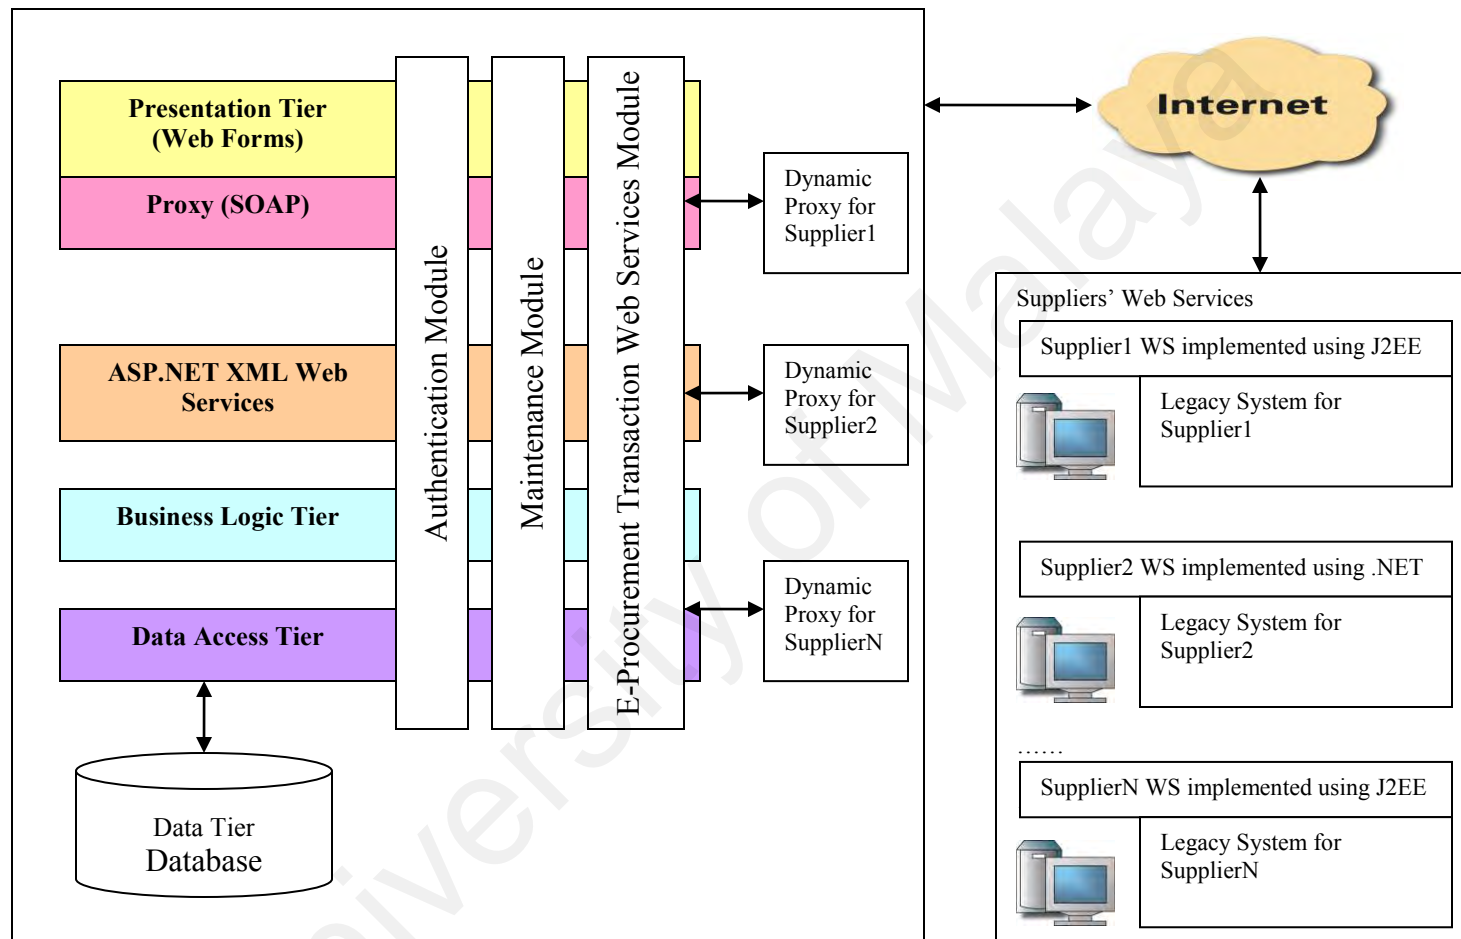 Presentation Tier
(Web Forms)
Proxy (SOAP)
ASP.NET XML Web
Services
Business Logic Tier
Data Access Tier
Data Tier
Database
Authentication Module
Maintenance Module
E-Procurement Transaction Web Services Module
Dynamic
Proxy for
Supplier1
Dynamic
Proxy for
Supplier2
Dynamic
Proxy for
SupplierN
Internet
Suppliers’ Web Services
Supplier1 WS implemented using J2EE
Legacy System for
Supplier1
Supplier2 WS implemented using .NET
Legacy System for
Supplier2
……
SupplierN WS implemented using J2EE
Legacy System for
SupplierN
iversity of Malaya